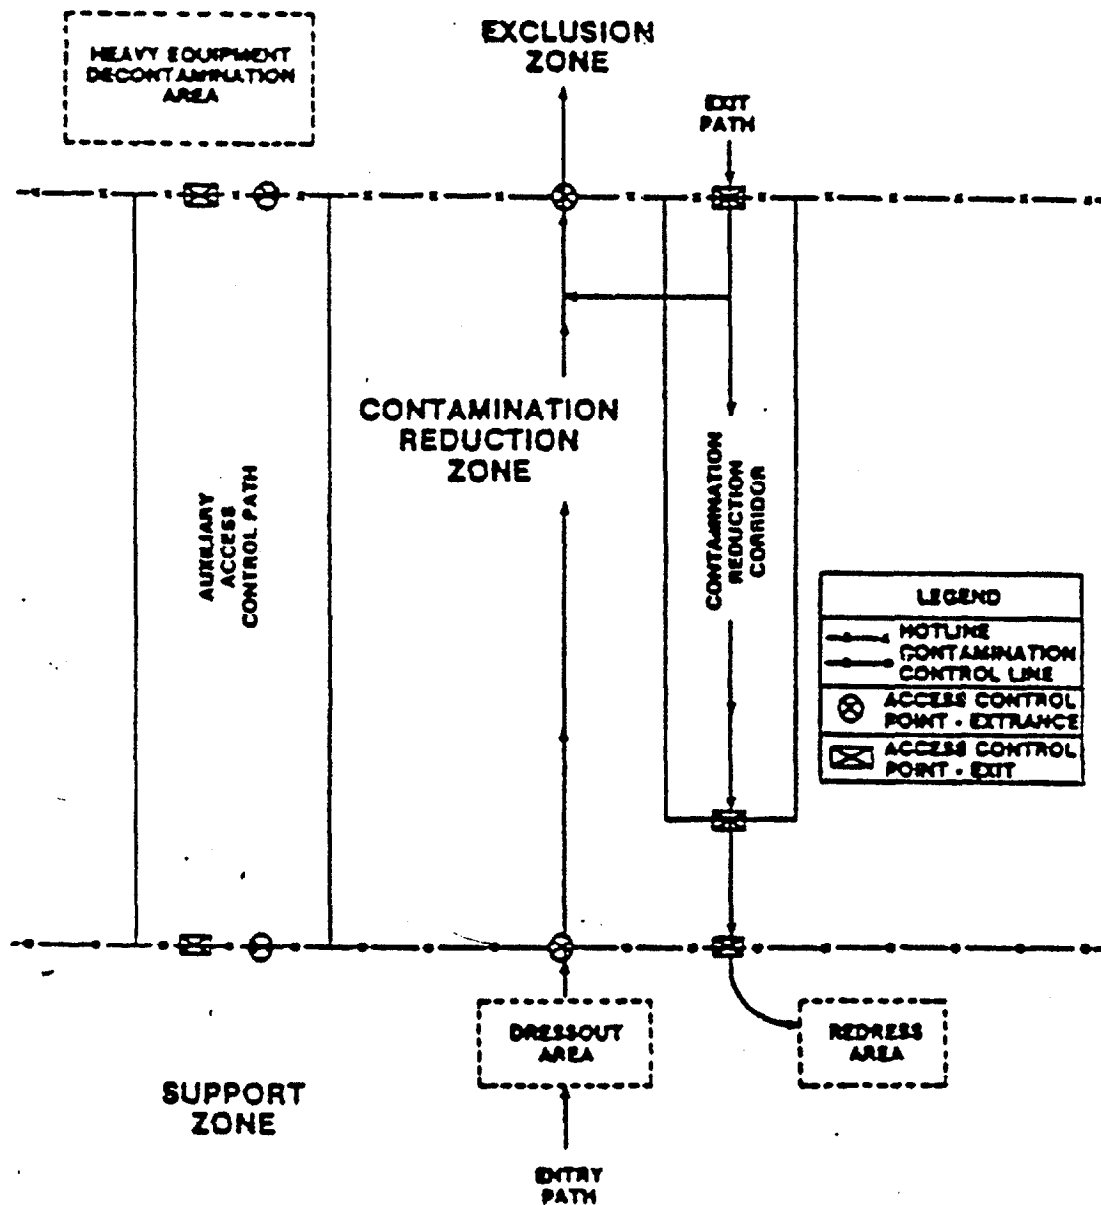 HEAVY EQUIPMENT
DECONTAMINATION
AREA
EXCLUSION
ZONE
EXIT
PATH
CONTAMINATION
REDUCTION
ZONE
AUXILIARY
ACCESS
CONTROL PATH
CONTAMINATION
REDUCTION
CORRIDOR
LEGEND
HOTLINE
CONTAMINATION
CONTROL LINE
ACCESS CONTROL
POINT - EXTRANCE
ACCESS CONTROL
POINT - EXIT
DRESSOUT
AREA
REDRESS
AREA
SUPPORT
ZONE
ENTRY
PATH